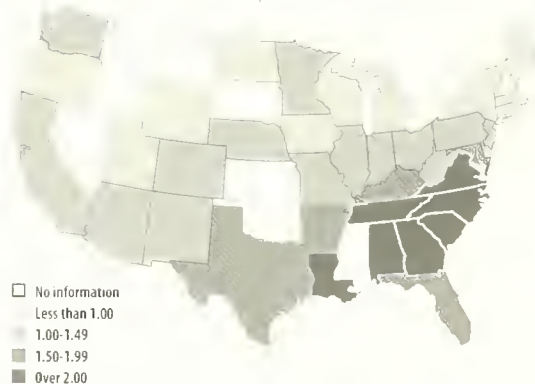 No information
Less than 1.00
1.00-1.49
1.50-1.99
Over 2.00